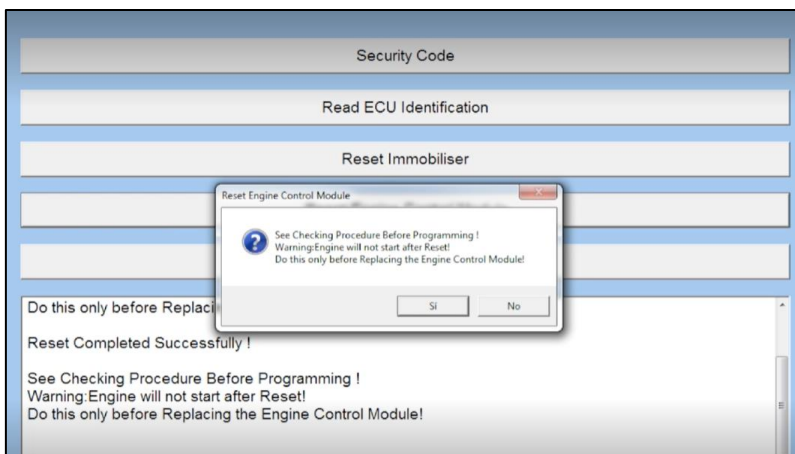 Security Code
Read ECU Identification
Reset Immobiliser
Reset Engine Control Module
See Checking Procedure Before Programming !
Warning:Engine will not start after Reset!
Do this only before Replacing the Engine Control Module!
Si
No
Do this only before Replaci
Reset Completed Successfully !
See Checking Procedure Before Programming !
Warning:Engine will not start after Reset!
Do this only before Replacing the Engine Control Module!